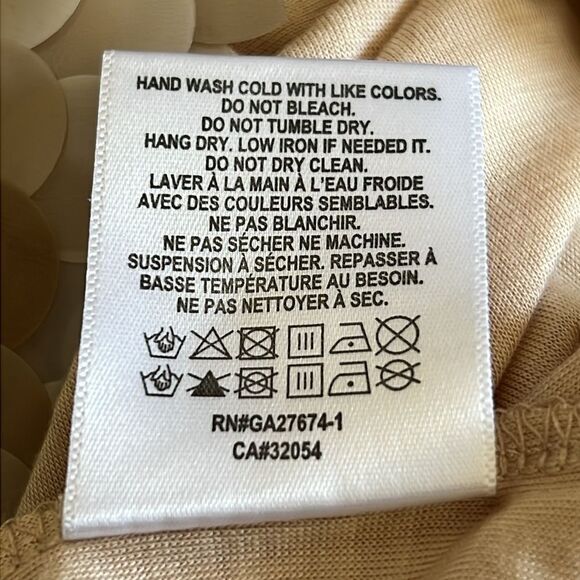 HAND WASH COLD WITH LIKE COLORS.
DO NOT BLEACH.
DO NOT TUMBLE DRY.
HANG DRY. LOW IRON IF NEEDED IT.
DO NOT DRY CLEAN.
LAVER À LA MAIN À L'EAU FROIDE
AVEC DES COULEURS SEMBLABLES.
NE PAS BLANCHIR.
NE PAS SÉCHER NE MACHINE.
SUSPENSION À SÉCHER. REPASSER À
BASSE TEMPÉRATURE AU BESOIN.
NE PAS NETTOYER À SEC.
RN#GA27674-1
CA#32054